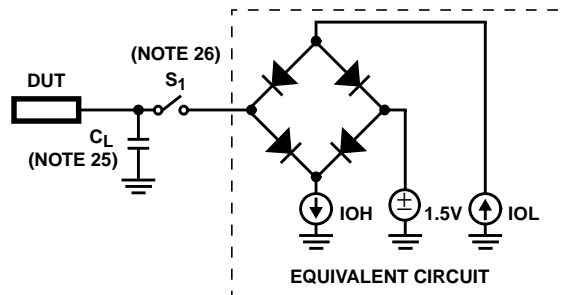 (NOTE 26)
DUT
S1
CL
(NOTE 25)
IOH
±
1.5V
IOL
EQUIVALENT CIRCUIT